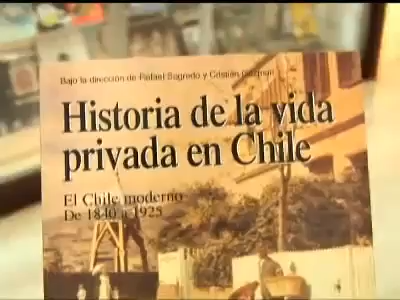 Bajo la dirección de Rafael Sagredo y Cristián Gazmuri
Historia de la vida
privada en Chile
El Chile moderno
De 1840 a 1925